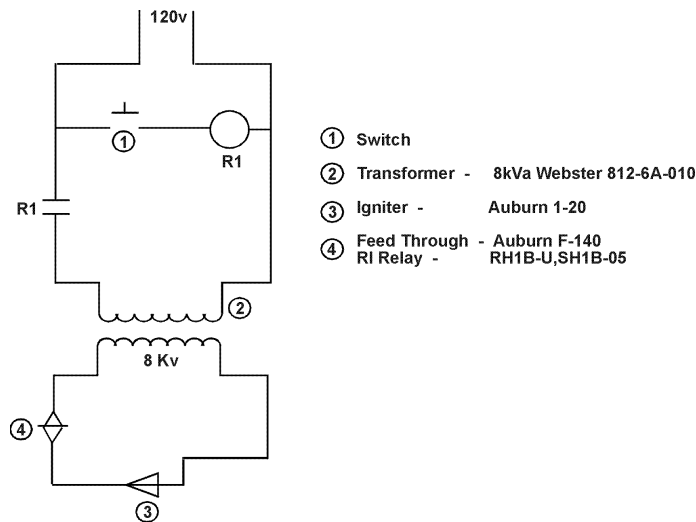 120v
1
R1
R1
2
8 Kv
4
3
1 Switch
2 Transformer - 8kVa Webster 812-6A-010
3 Igniter - Auburn 1-20
4 Feed Through - Auburn F-140
RI Relay - RH1B-U,SH1B-05